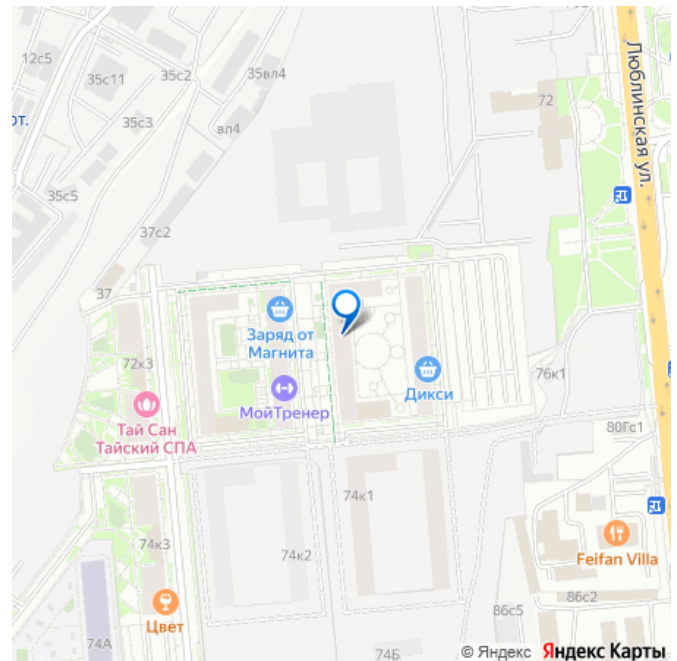 12с5
35с2
35вл4
35с11
72
Люблинская ул.
от.
35с3
вл4
35с5
37с2
37
Заряд от
Магнита
72к3
76к1
МойТренер
Дикси
Тай Сан
Тайский СПА
80Гс1
74к1
74к3
74к2
Feifan Villa
86с2
86с5
Цвет
74А
74Б
© Яндекс Яндекс Карты